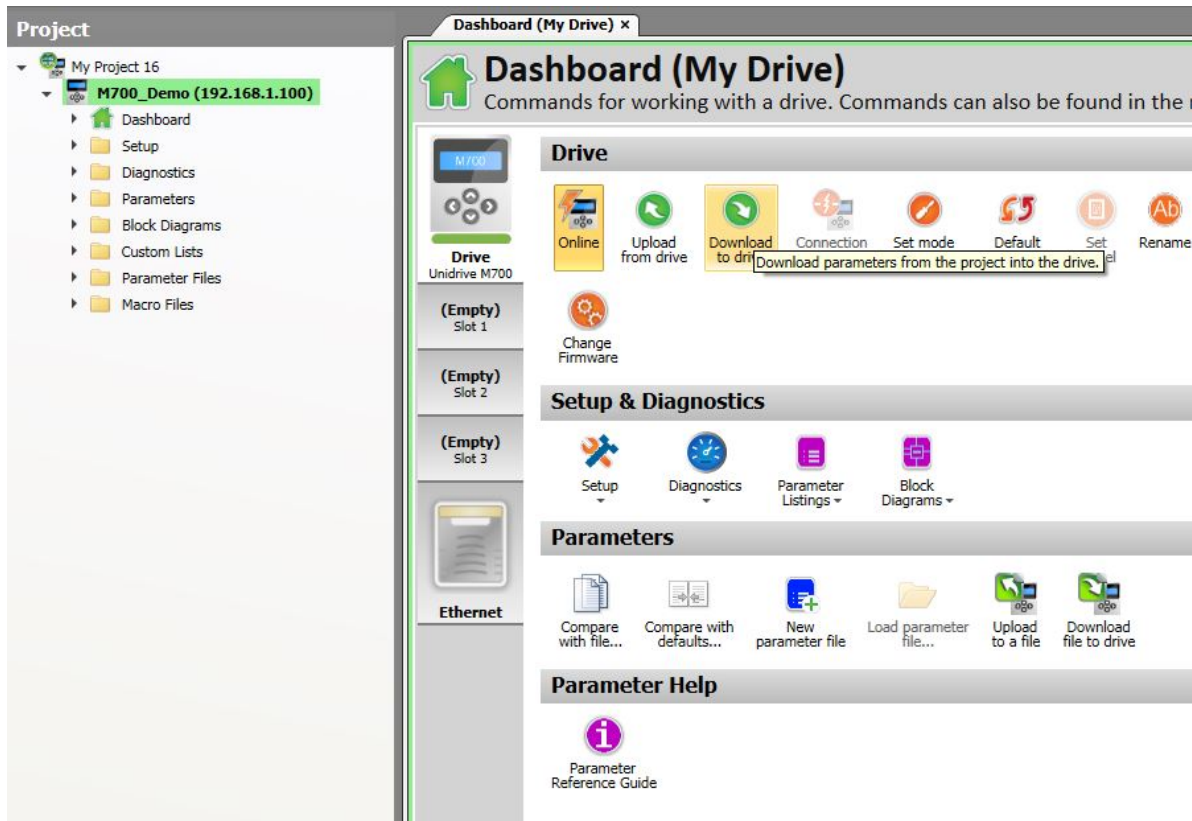 Project
My Project 16
M700_Demo (192.168.1.100)
Dashboard
Setup
Diagnostics
Parameters
Block Diagrams
Custom Lists
Parameter Files
Macro Files
Dashboard (My Drive) ×
Dashboard (My Drive)
Commands for working with a drive. Commands can also be found in the
M700
Drive
Unidrive M700
(Empty)
Slot 1
(Empty)
Slot 2
(Empty)
Slot 3
Ethernet
Drive
Online
Upload
from drive
Download
to driv
Connection
Set mode
Default
Set
el
Ab
Rename
Download parameters from the project into the drive.
Change
Firmware
Setup & Diagnostics
Setup
Diagnostics
Parameter
Listings
Block
Diagrams
Parameters
Compare
with file...
Compare with
defaults...
New
parameter file
Load parameter
file...
Upload
to a file
Download
file to drive
Parameter Help
Parameter
Reference Guide